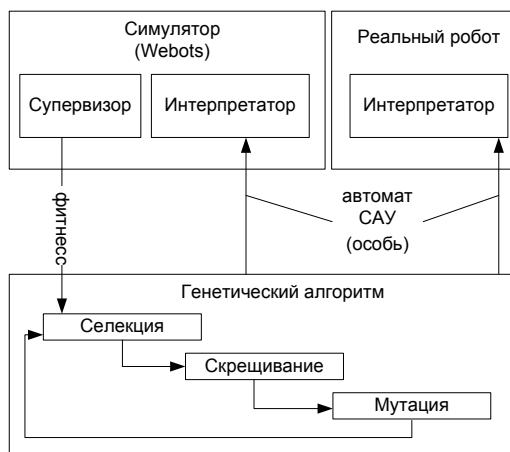 Симулятор
(Webots)
Реальный робот
Супервизор
Интерпретатор
Интерпретатор
фитнесс
автомат
САУ
(особь)
Генетический алгоритм
Селекция
Скрещивание
Мутация